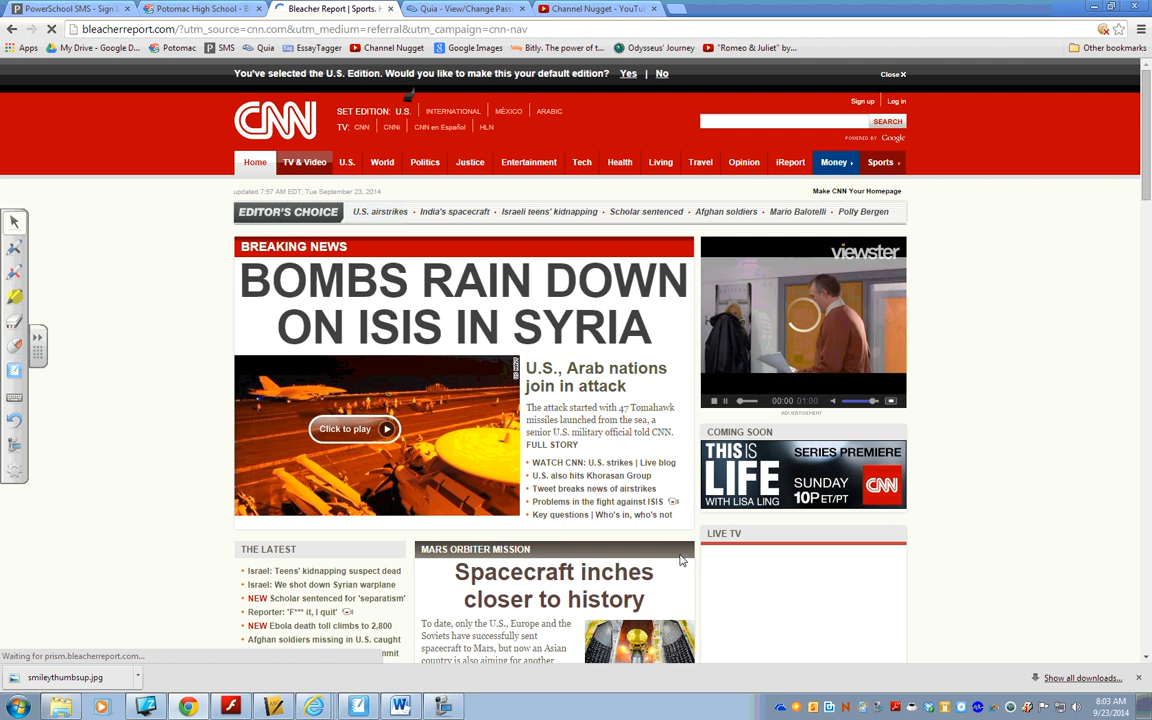 PowerSchool SMS - Sign
Potomac High School -
Bleacher Report | Sports.
Quia - View/Change Pass
Channel Nugget - YouTu
bleacherreport.com/?utm_source=cnn.com&utm_medium=referral&utm_campaign=cnn-nav
Apps
My Drive - Google D...
Potomac
SMS
Quia
EssayTagger
Channel Nugget
Google Images
Bitly. The power of t...
Odysseus' Journey
"Romeo & Juliet" by...
Other bookmarks
You've selected the U.S. Edition. Would you like to make this your default edition? Yes | No
Close
CNN
SET EDITION: U.S. INTERNATIONAL MÉXICO ARABIC
TV: CNN CNNi CNN en Español HLN
Sign up Log in
SEARCH
POWERED BY Google
Home TV & Video U.S. World Politics Justice Entertainment Tech Health Living Travel Opinion iReport Money Sports
updated 7:57 AM EDT, Tue September 23, 2014
Make CNN Your Homepage
EDITOR'S CHOICE U.S. airstrikes • India's spacecraft • Israeli teens' kidnapping • Scholar sentenced • Afghan soldiers • Mario Balotelli • Polly Bergen
BREAKING NEWS
BOMBS RAIN DOWN
ON ISIS IN SYRIA
Click to play
U.S., Arab nations
join in attack
The attack started with 47 Tomahawk
missiles launched from the sea, a
senior U.S. military official told CNN.
FULL STORY
• WATCH CNN: U.S. strikes | Live blog
• U.S. also hits Khorasan Group
• Tweet breaks news of airstrikes
• Problems in the fight against ISIS
• Key questions | Who's in, who's not
viewster
00:00 01:00
ADVERTISEMENT
COMING SOON
THIS IS
LIFE
WITH LISA LING
SERIES PREMIERE
SUNDAY
10P ET/PT
CNN
LIVE TV
THE LATEST
• Israel: Teens' kidnapping suspect dead
• Israel: We shot down Syrian warplane
• NEW Scholar sentenced for 'separatism'
• Reporter: 'F*** it, I quit'
• NEW Ebola death toll climbs to 2,800
• Afghan soldiers missing in U.S. caught
mmit
MARS ORBITER MISSION
Spacecraft inches
closer to history
To date, only the U.S., Europe and the
Soviets have successfully sent
spacecraft to Mars, but now an Asian
country is also aiming for another
Waiting for prism.bleacherreport.com...
smileythumbsup.jpg
Show all downloads...
8:03 AM
9/23/2014